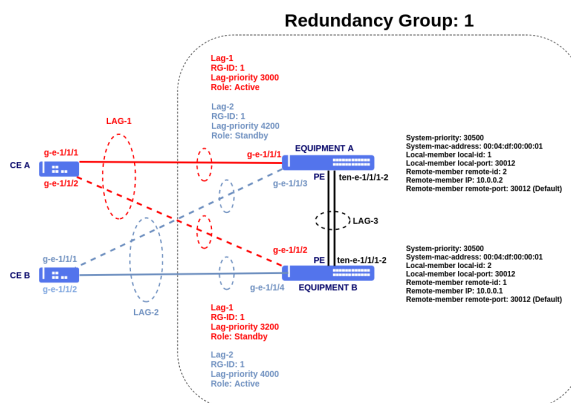 Redundancy Group: 1
Lag-1
RG-ID: 1
Lag-priority 3000
Role: Active
Lag-2
RG-ID: 1
Lag-priority 4200
Role: Standby
LAG-1
g-e-1/1/1
CE A
g-e-1/1/2
EQUIPMENT A
g-e-1/1/1
g-e-1/1/3
PE
ten-e-1/1/1-2
System-priority: 30500
System-mac-address: 00:04:df:00:00:01
Local-member local-id: 1
Local-member local-port: 30012
Remote-member remote-id: 2
Remote-member IP: 10.0.0.2
Remote-member remote-port: 30012 (Default)
LAG-3
g-e-1/1/1
CE B
g-e-1/1/2
LAG-2
g-e-1/1/2
PE
ten-e-1/1/1-2
g-e-1/1/4
EQUIPMENT B
System-priority: 30500
System-mac-address: 00:04:df:00:00:01
Local-member local-id: 2
Local-member local-port: 30012
Remote-member remote-id: 1
Remote-member IP: 10.0.0.1
Remote-member remote-port: 30012 (Default)
Lag-1
RG-ID: 1
Lag-priority 3200
Role: Standby
Lag-2
RG-ID: 1
Lag-priority 4000
Role: Active